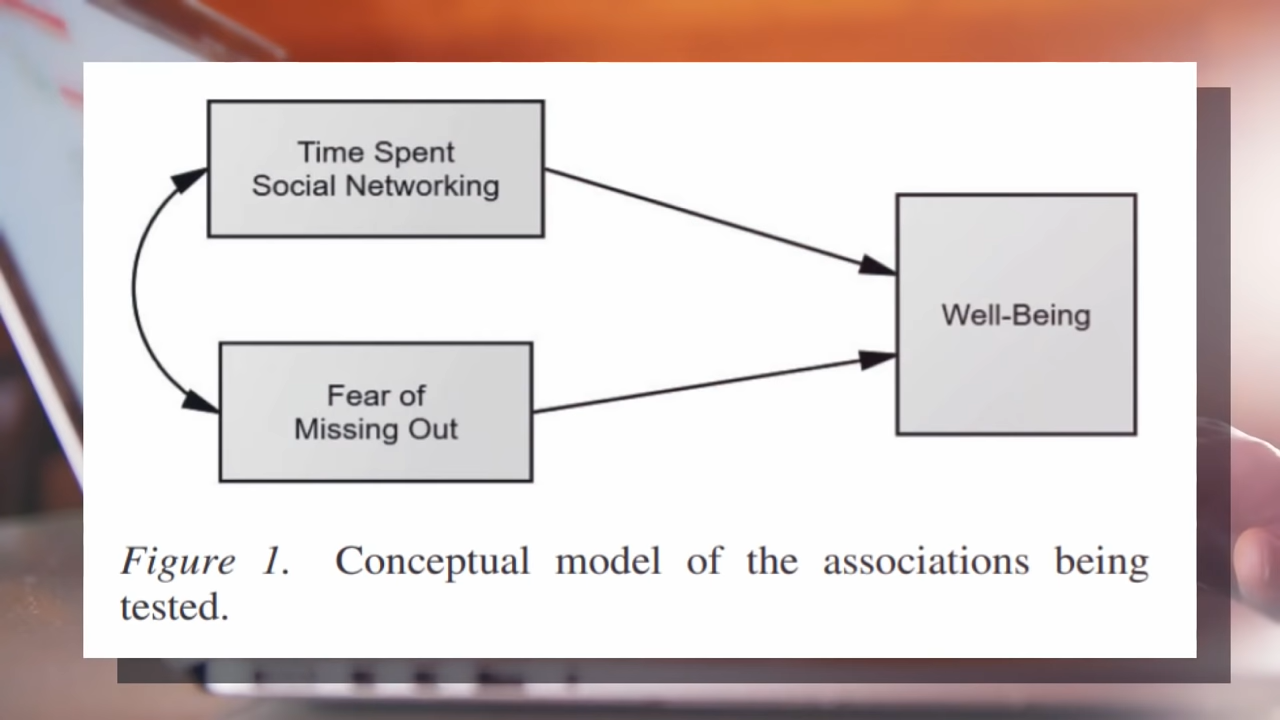 Time Spent
Social Networking
Well-Being
Fear of
Missing Out
Figure 1. Conceptual model of the associations being
tested.